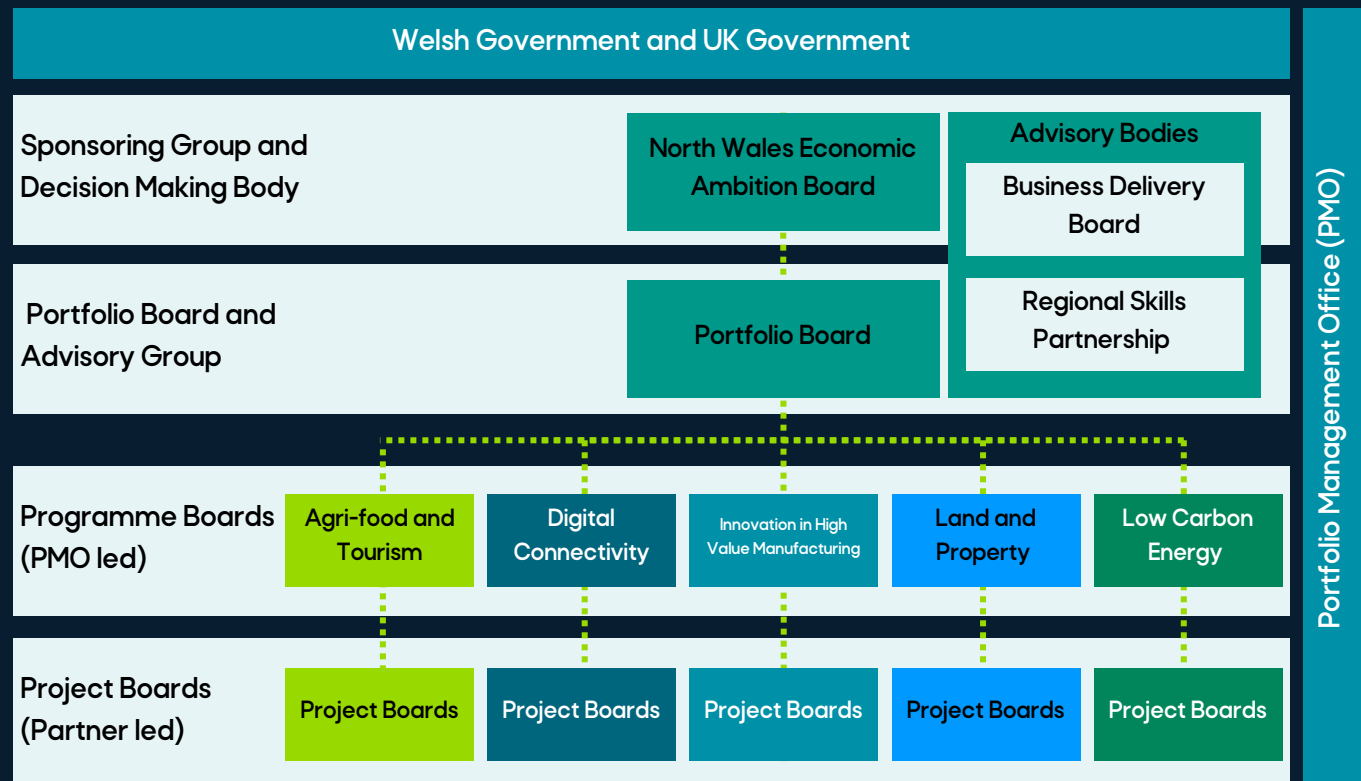 Welsh Government and UK Government
Sponsoring Group and
Decision Making Body
North Wales Economic
Ambition Board
Advisory Bodies
Business Delivery
Board
Portfolio Board and
Advisory Group
Portfolio Board
Regional Skills
Partnership
Programme Boards
(PMO led)
Agri-food and
Tourism
Digital
Connectivity
Innovation in High
Value Manufacturing
Land and
Property
Low Carbon
Energy
Project Boards
(Partner led)
Project Boards
Project Boards
Project Boards
Project Boards
Project Boards
Portfolio Management Office (PMO)